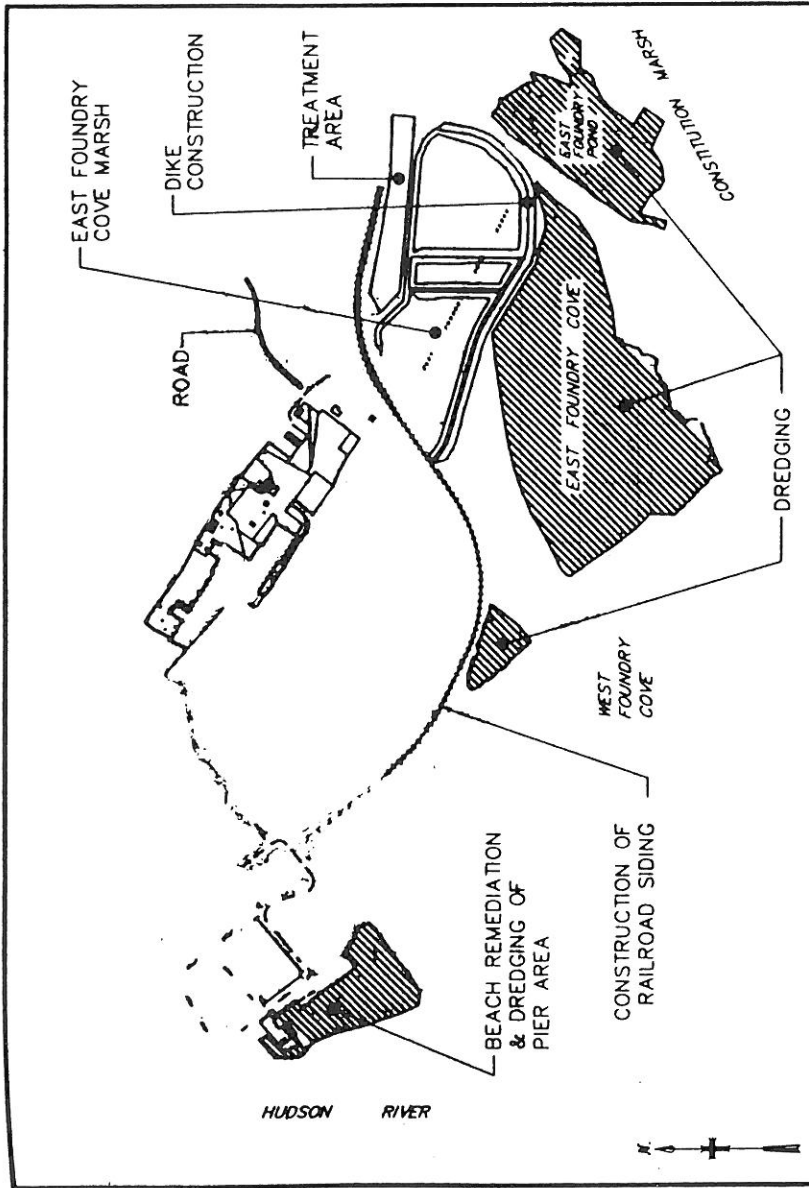 EAST FOUNDRY
COVE MARSH
DIKE
CONSTRUCTION
TREATMENT
AREA
ROAD
EAST
FOUNDRY
POND
CONSTITUTION MARSH
EAST FOUNDRY COVE
DREDGING
WEST
FOUNDRY
COVE
BEACH REMEDIATION
& DREDGING OF
PIER AREA
CONSTRUCTION OF
RAILROAD SIDING
HUDSON RIVER
N.